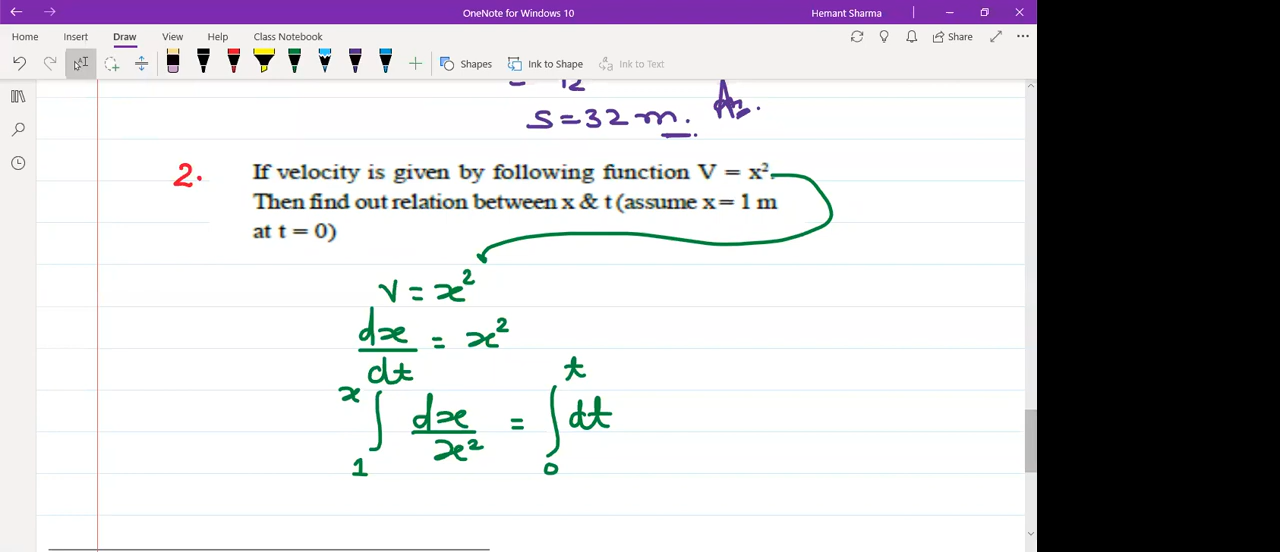 OneNote for Windows 10
Hemant Sharma
Home Insert Draw View Help Class Notebook
Share
Shapes Ink to Shape Ink to Text
= 12
s = 32 m. Ans.
2. If velocity is given by following function V = x².
Then find out relation between x & t (assume x = 1 m
at t = 0)
v = x²
dx/dt = x²
∫₁ˣ dx/x² = ∫₀ᵗ dt